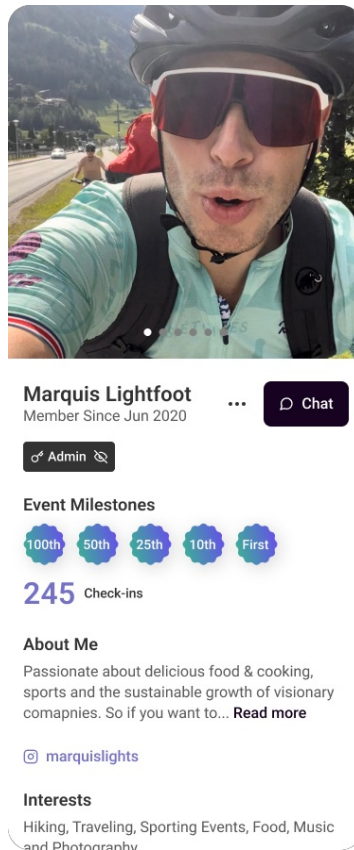 Marquis Lightfoot
Member Since Jun 2020
Chat
Admin
Event Milestones
100th
50th
25th
10th
First
245 Check-ins
About Me
Passionate about delicious food & cooking,
sports and the sustainable growth of visionary
comapnies. So if you want to... Read more
marquislights
Interests
Hiking, Traveling, Sporting Events, Food, Music
and Photography